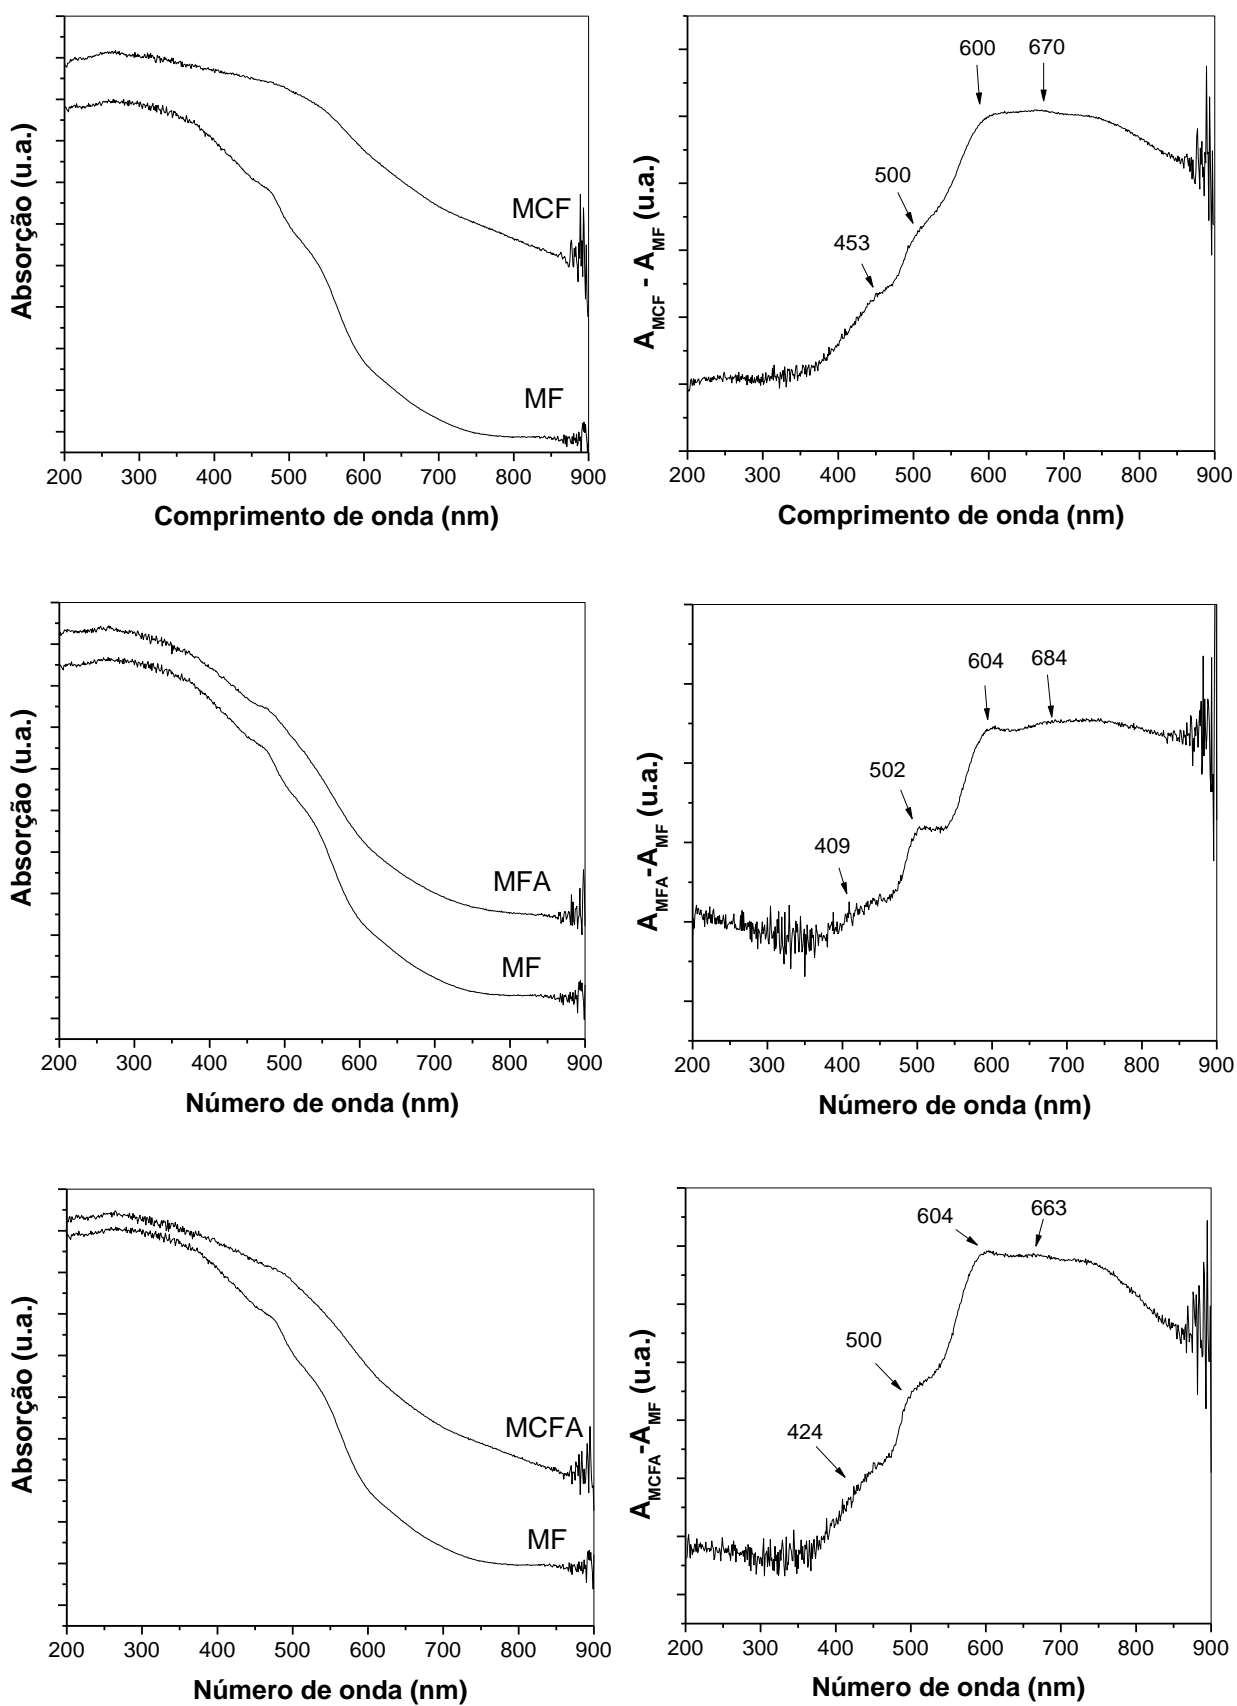 MCF
MF
Absorção (u.a.)
200 300 400 500 600 700 800 900
Comprimento de onda (nm)
600 670
500
453
A_MCF - A_MF (u.a.)
200 300 400 500 600 700 800 900
Comprimento de onda (nm)
MFA
MF
Absorção (u.a.)
200 300 400 500 600 700 800 900
Número de onda (nm)
604 684
502
409
A_MFA-A_MF (u.a.)
200 300 400 500 600 700 800 900
Número de onda (nm)
MCFA
MF
Absorção (u.a.)
200 300 400 500 600 700 800 900
Número de onda (nm)
604 663
500
424
A_MCFA-A_MF (u.a.)
200 300 400 500 600 700 800 900
Número de onda (nm)